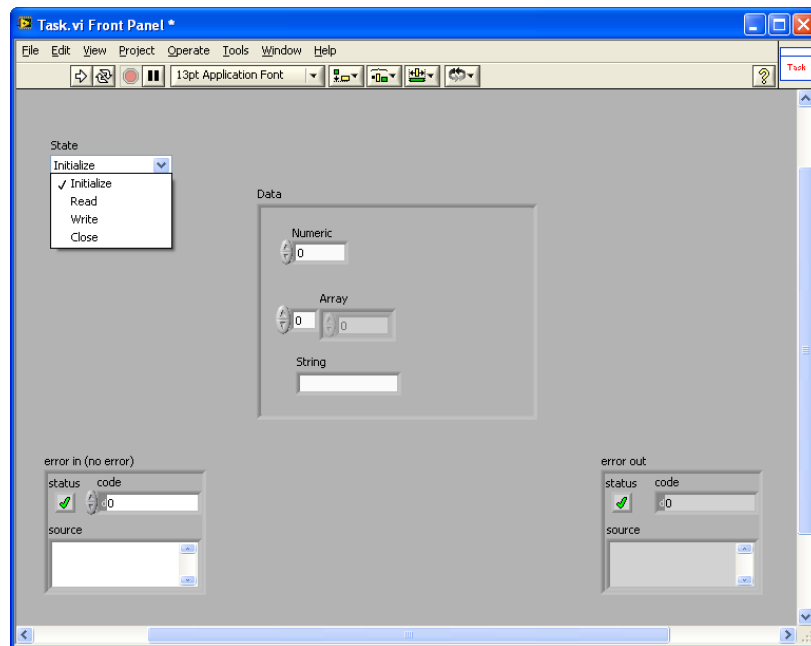 Task.vi Front Panel *
File Edit View Project Operate Tools Window Help
13pt Application Font
Task
State
Initialize
Initialize
Read
Write
Close
Data
Numeric
0
Array
0 0
String
error in (no error)
status code
0
source
error out
status code
0
source